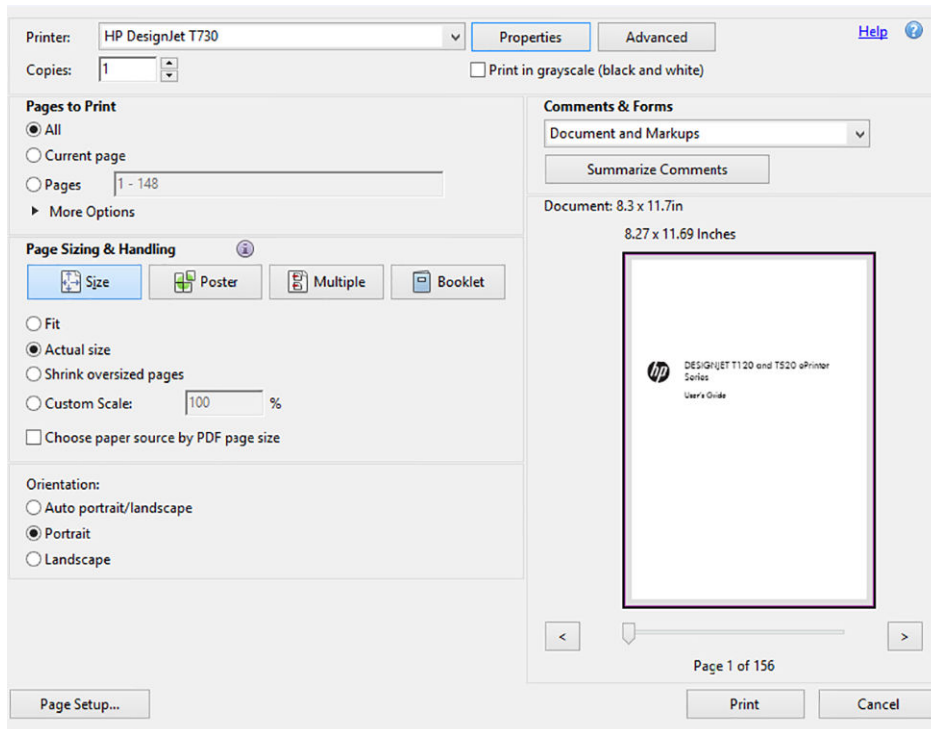 Printer: HP DesignJet T730 Properties Advanced Help ?
Copies: 1 Print in grayscale (black and white)
Pages to Print
All
Current page
Pages 1 - 148
More Options
Page Sizing & Handling i
Size Poster Multiple Booklet
Fit
Actual size
Shrink oversized pages
Custom Scale: 100 %
Choose paper source by PDF page size
Orientation:
Auto portrait/landscape
Portrait
Landscape
Comments & Forms
Document and Markups
Summarize Comments
Document: 8.3 x 11.7in
8.27 x 11.69 Inches
hp DESIGNJET T120 and T520 ePrinter
Series
User's Guide
< >
Page 1 of 156
Page Setup... Print Cancel